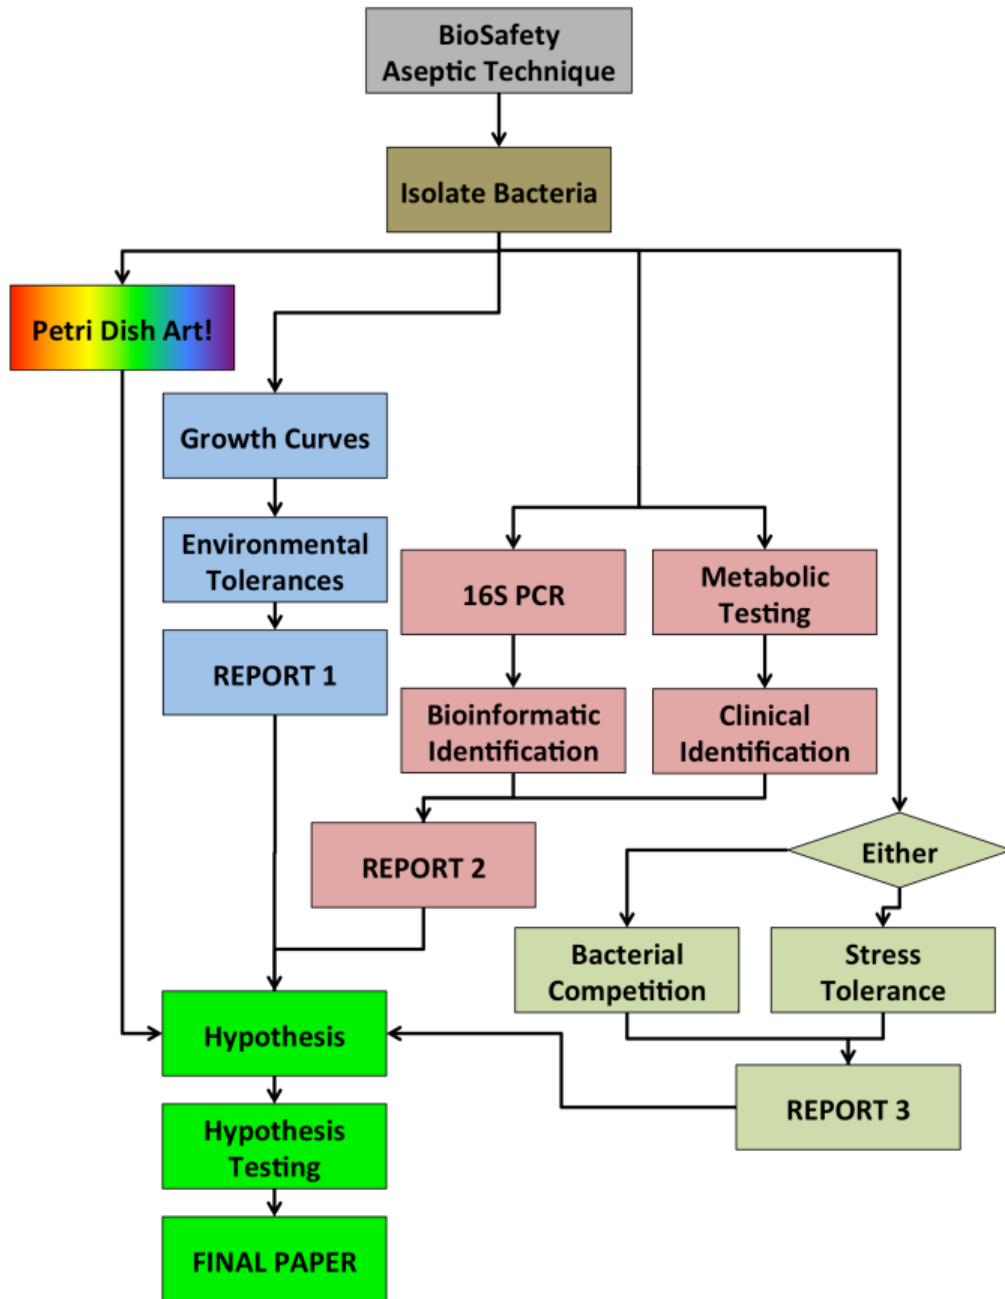 BioSafety
Aseptic Technique
Isolate Bacteria
Petri Dish Art!
Growth Curves
Environmental
Tolerances
REPORT 1
16S PCR
Metabolic
Testing
Bioinformatic
Identification
Clinical
Identification
REPORT 2
Either
Bacterial
Competition
Stress
Tolerance
REPORT 3
Hypothesis
Hypothesis
Testing
FINAL PAPER